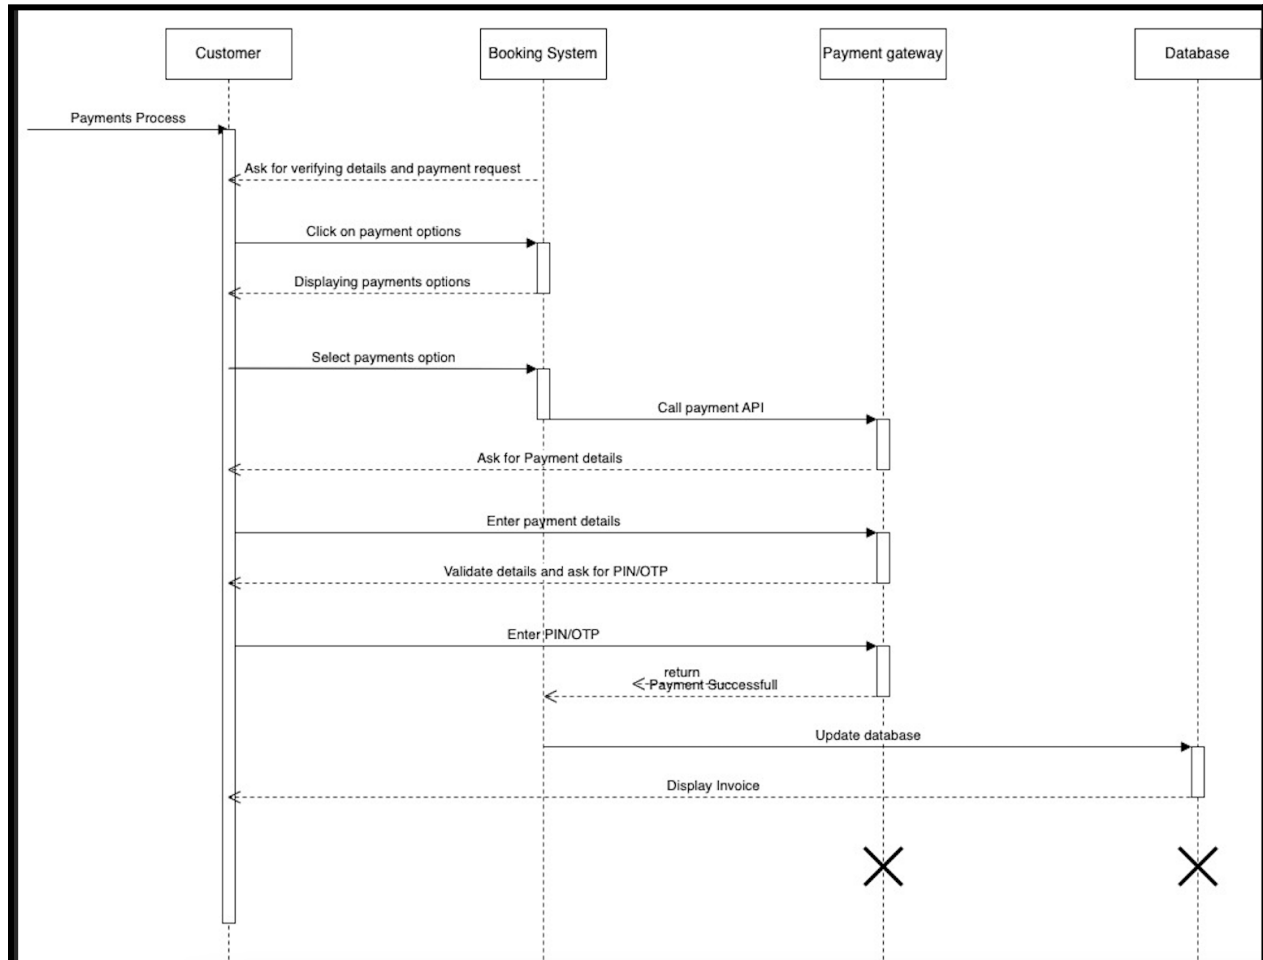 Customer
Booking System
Payment gateway
Database
Payments Process
Ask for verifying details and payment request
Click on payment options
Displaying payments options
Select payments option
Call payment API
Ask for Payment details
Enter payment details
Validate details and ask for PIN/OTP
Enter PIN/OTP
return
Payment Successfull
Update database
Display Invoice